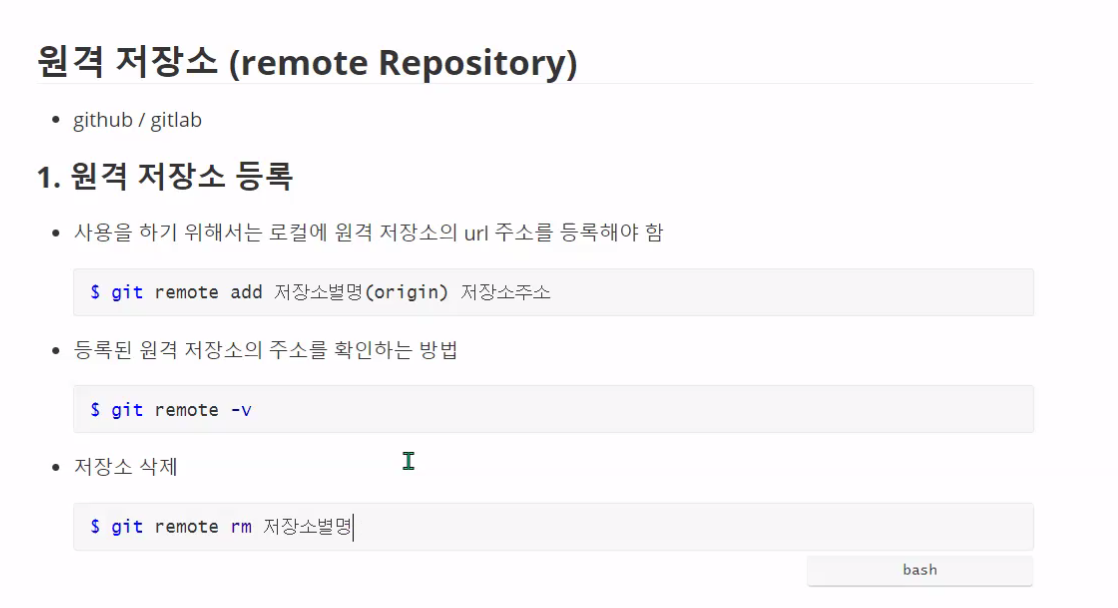 원격 저장소 (remote Repository)
github / gitlab
1. 원격 저장소 등록
사용을 하기 위해서는 로컬에 원격 저장소의 url 주소를 등록해야 함
$ git remote add 저장소별명(origin) 저장소주소
등록된 원격 저장소의 주소를 확인하는 방법
$ git remote -v
저장소 삭제
$ git remote rm 저장소별명
bash